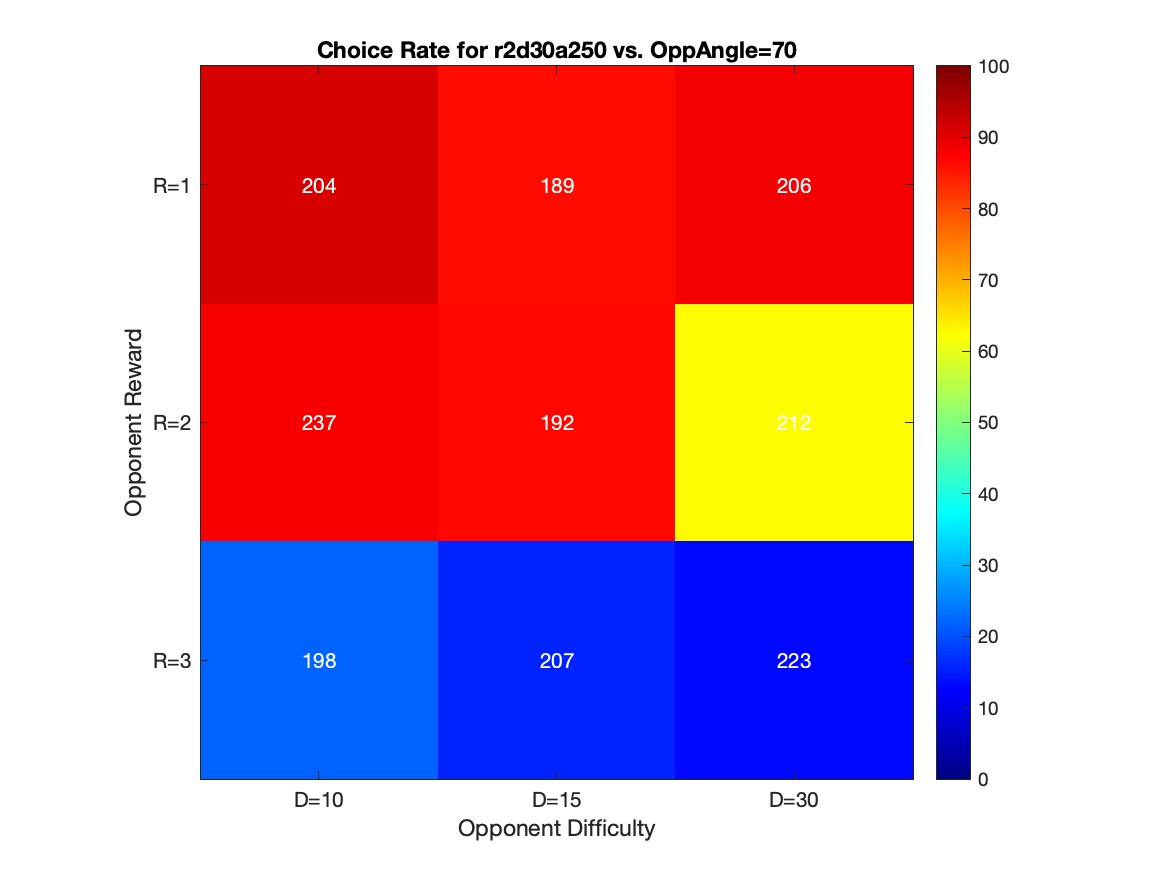 Choice Rate for r2d30a250 vs. OppAngle=70
100
90
80
70
60
50
40
30
20
10
0
Opponent Reward
R=1
204
189
206
R=2
237
192
212
R=3
198
207
223
D=10
D=15
D=30
Opponent Difficulty